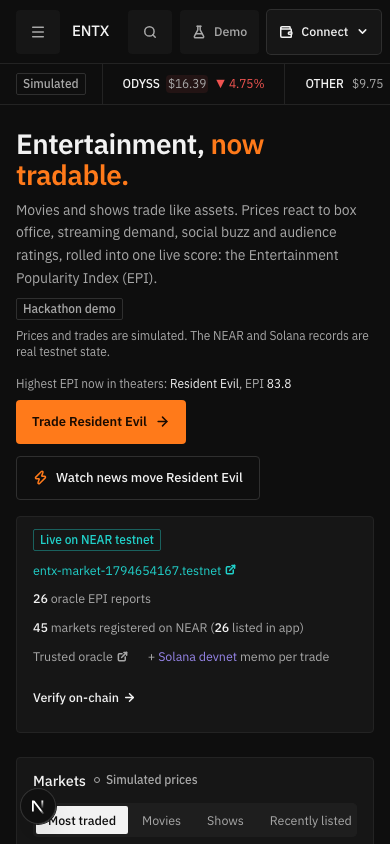 ENTX
Demo
Connect
Simulated
ODYSS $16.39 ▼ 4.75%
OTHER $9.75
Entertainment, now
tradable.
Movies and shows trade like assets. Prices react to box
office, streaming demand, social buzz and audience
ratings, rolled into one live score: the Entertainment
Popularity Index (EPI).
Hackathon demo
Prices and trades are simulated. The NEAR and Solana records are
real testnet state.
Highest EPI now in theaters: Resident Evil, EPI 83.8
Trade Resident Evil →
Watch news move Resident Evil
Live on NEAR testnet
entx-market-1794654167.testnet
26 oracle EPI reports
45 markets registered on NEAR (26 listed in app)
Trusted oracle + Solana devnet memo per trade
Verify on-chain →
Markets Simulated prices
N
Most traded Movies Shows Recently listed